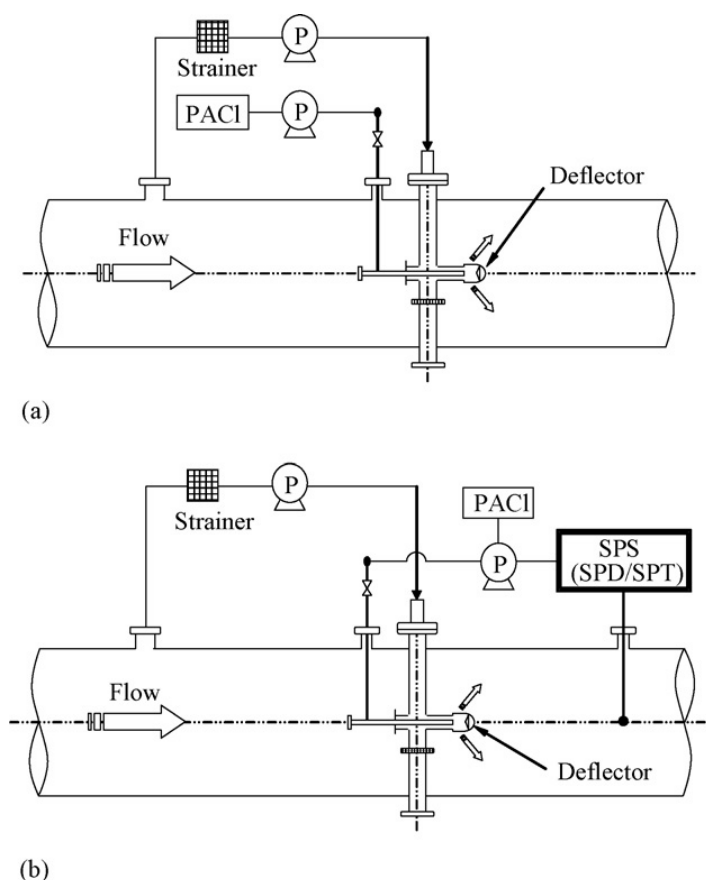 P
Strainer
PACl
P
Deflector
Flow
(a)
P
Strainer
PACl
P
SPS
(SPD/SPT)
Flow
Deflector
(b)